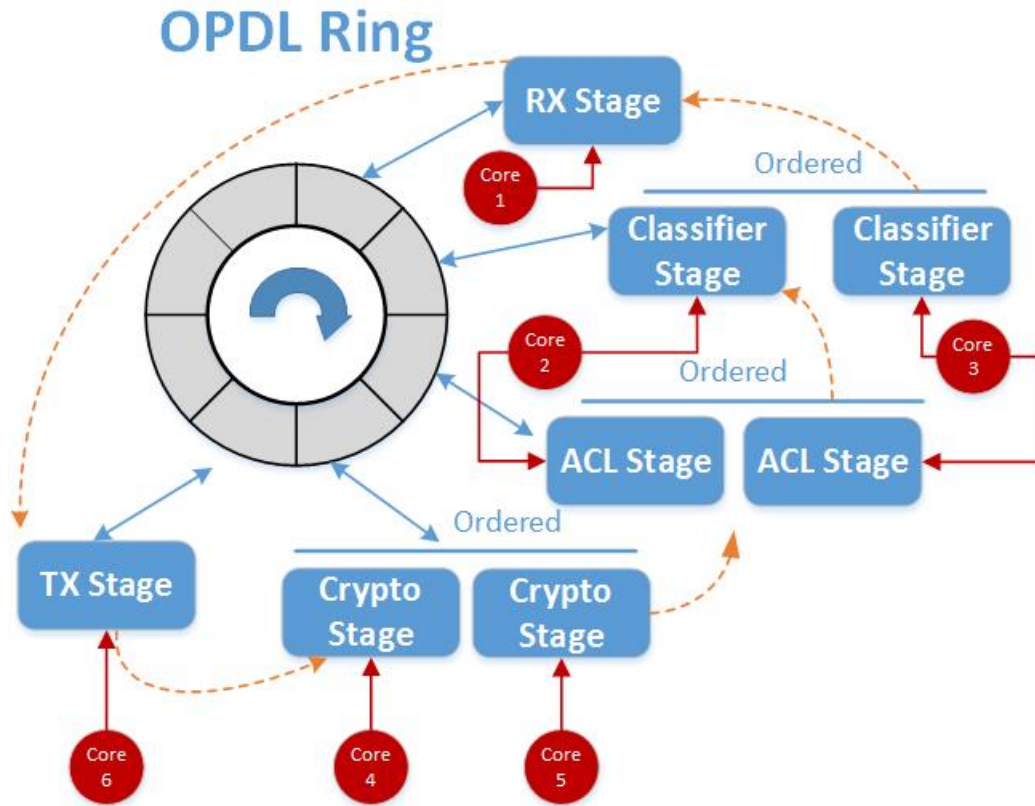 OPDL Ring
RX Stage
Core
1
Ordered
Classifier
Stage
Classifier
Stage
Core
2
Core
3
Ordered
ACL Stage
ACL Stage
Ordered
TX Stage
Crypto
Stage
Crypto
Stage
Core
6
Core
4
Core
5